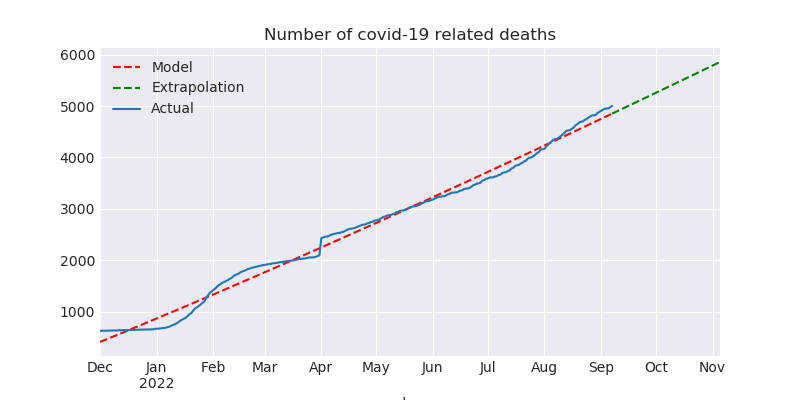 Number of covid-19 related deaths
6000
5000
4000
3000
2000
1000
Model
Extrapolation
Actual
Dec Jan Feb Mar Apr May Jun Jul Aug Sep Oct Nov
2022